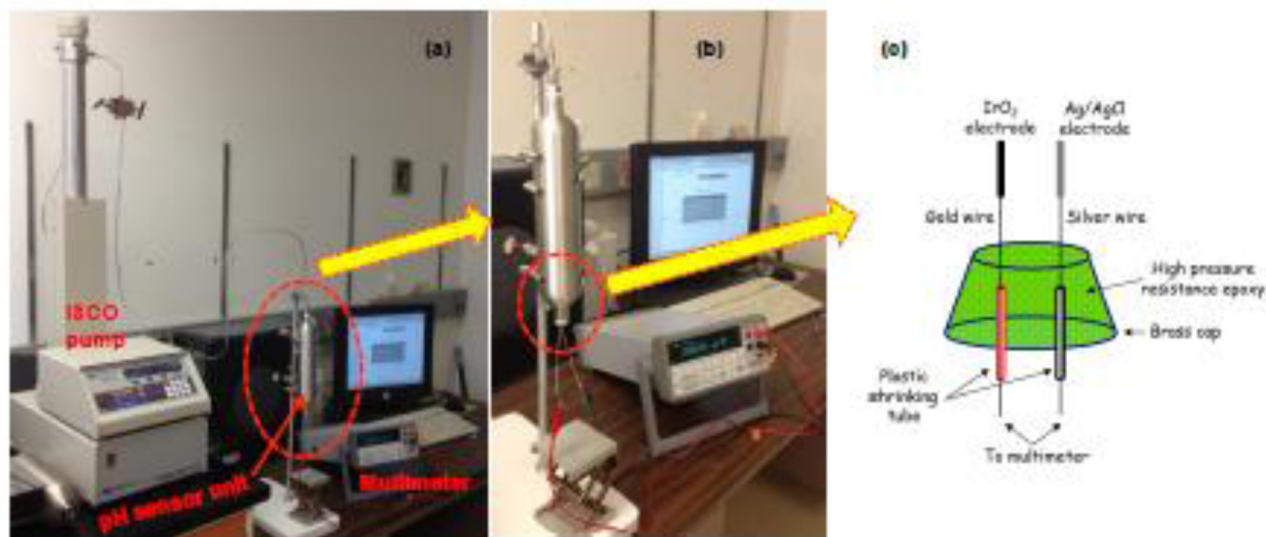 (a)
ISCO
pump
pH sensor unit
Multimeter
(b)
(c)
IrO₂
electrode
Ag/AgCl
electrode
Gold wire
Silver wire
High pressure
resistance epoxy
Brass cap
Plastic
shrinking
tube
To multimeter